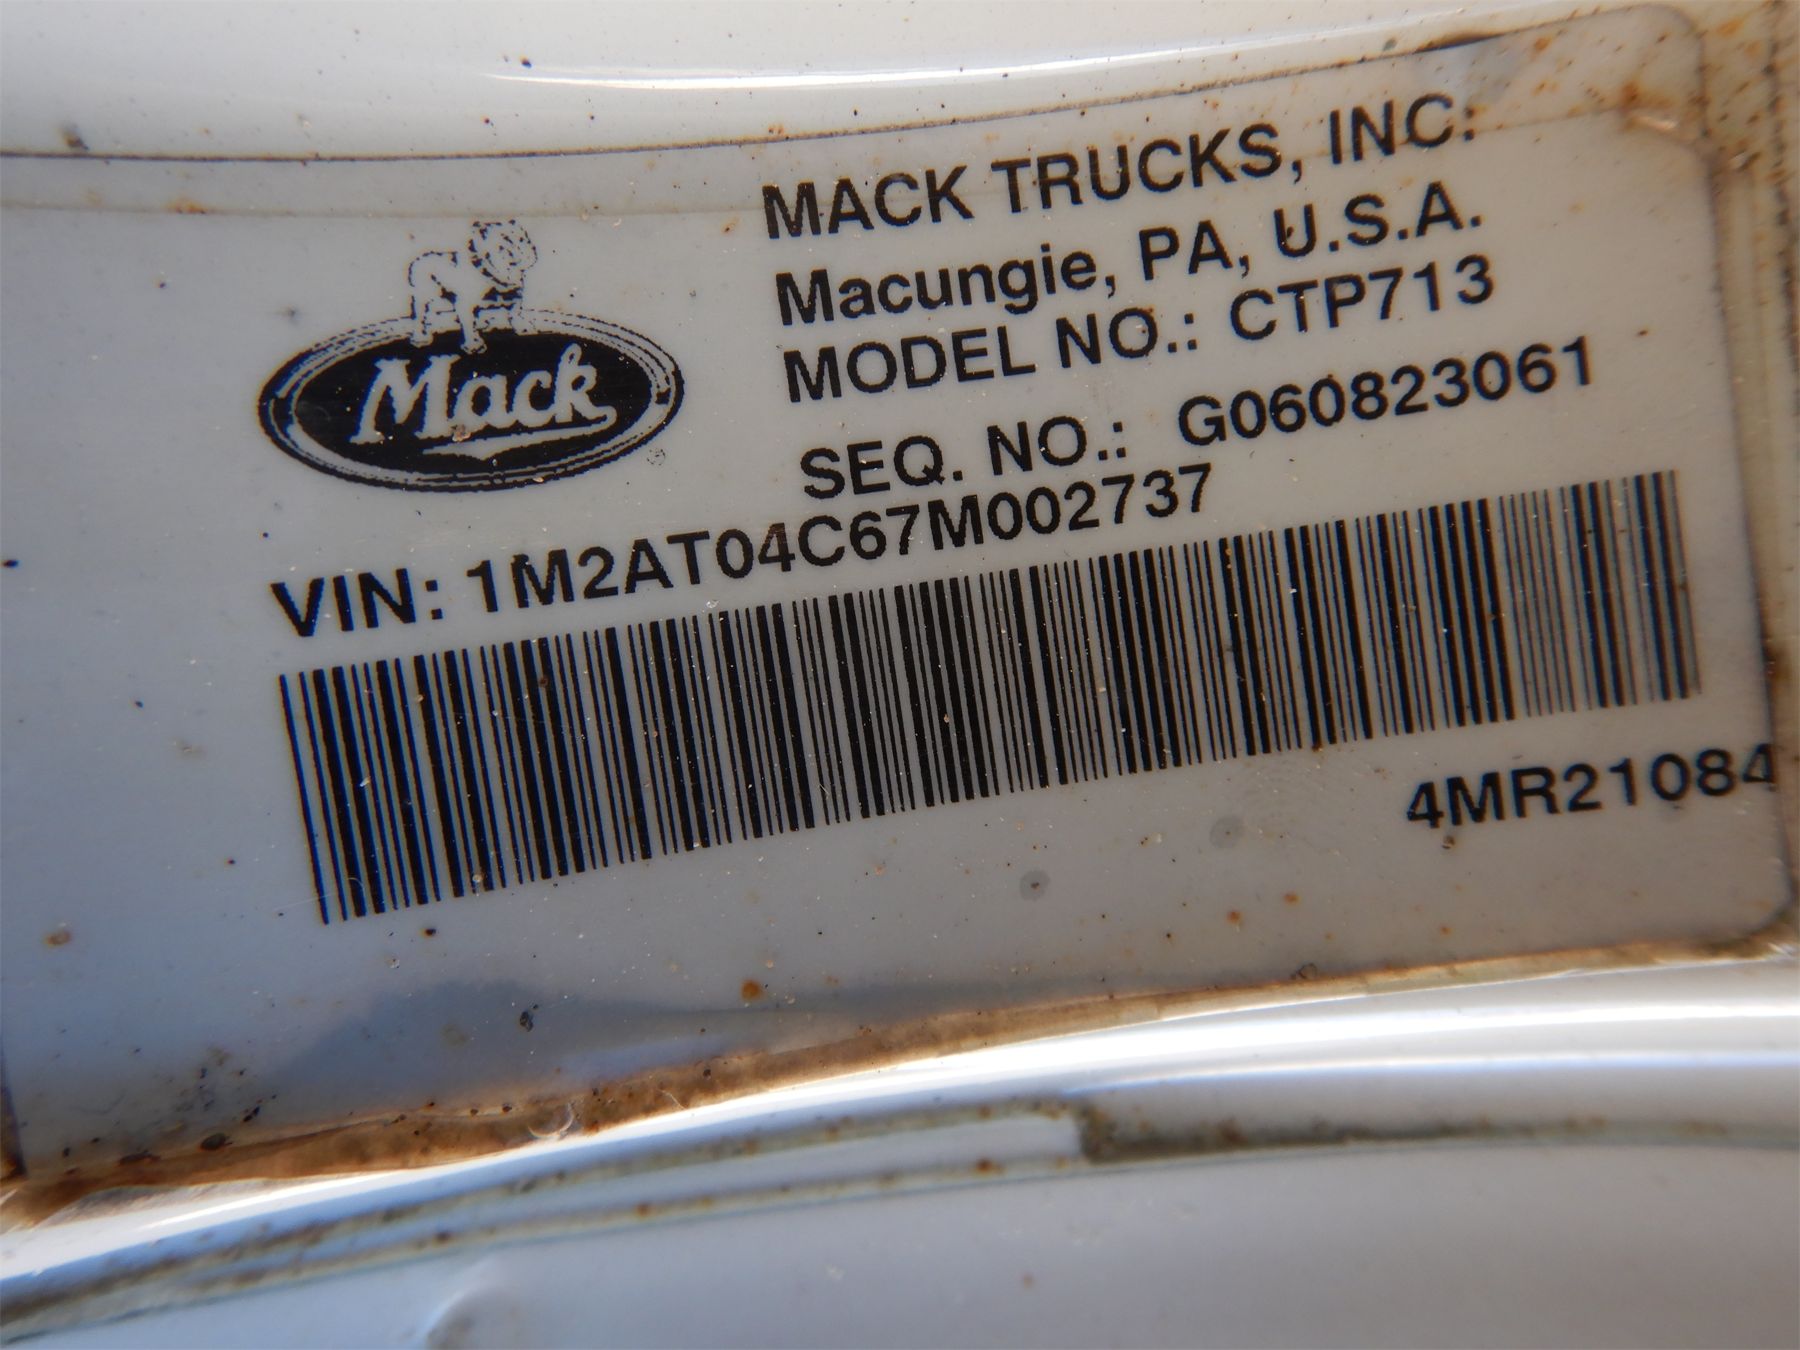 MACK TRUCKS, INC.
Macungie, PA, U.S.A.
MODEL NO.: CTP713
SEQ. NO.: G060823061
Mack
VIN: 1M2AT04C67M002737
4MR21084